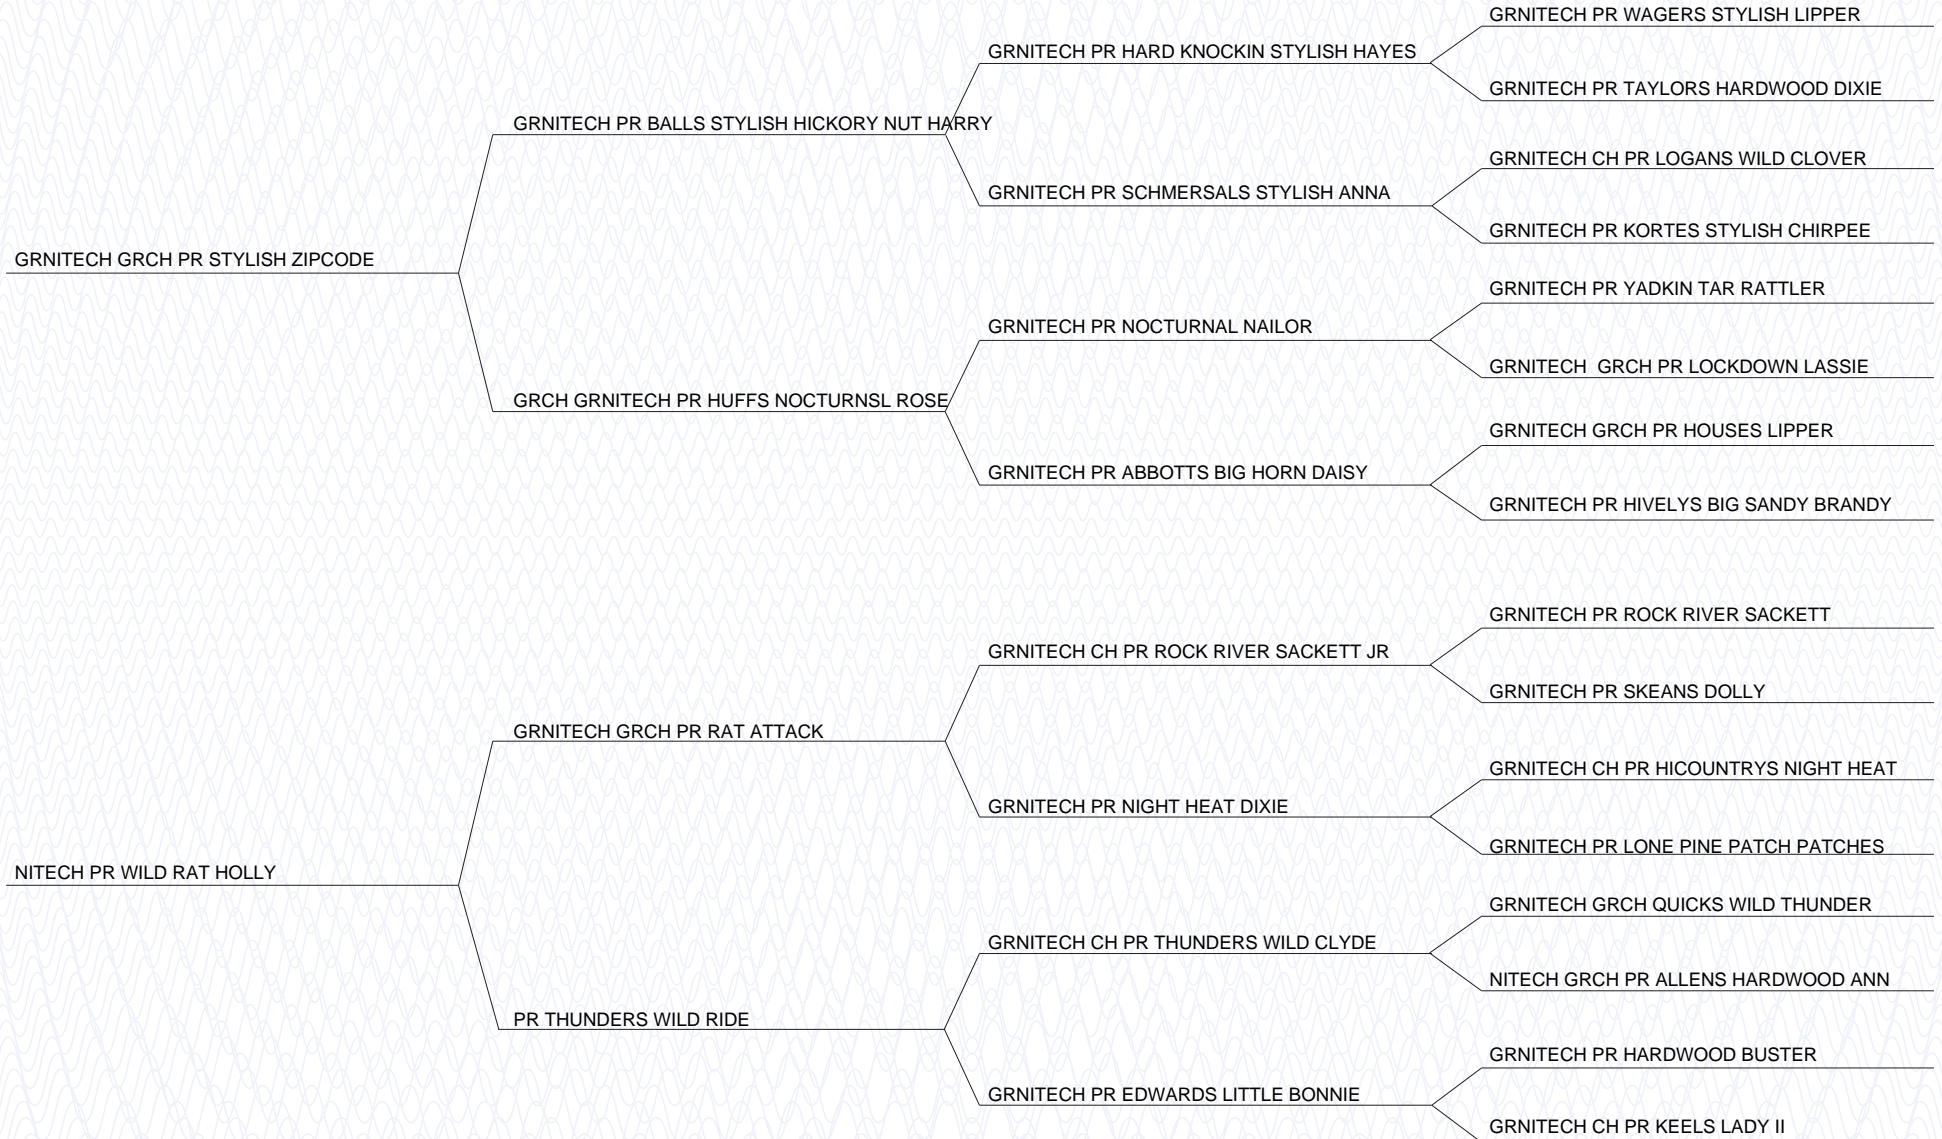 GRNITECH PR WAGERS STYLISH LIPPER
GRNITECH PR HARD KNOCKIN STYLISH HAYES
GRNITECH PR TAYLORS HARDWOOD DIXIE
GRNITECH PR BALLS STYLISH HICKORY NUT HARRY
GRNITECH CH PR LOGANS WILD CLOVER
GRNITECH PR SCHMERSALS STYLISH ANNA
GRNITECH PR KORTES STYLISH CHIRPEE
GRNITECH GRCH PR STYLISH ZIPCODE
GRNITECH PR YADKIN TAR RATTLER
GRNITECH PR NOCTURNAL NAILOR
GRNITECH  GRCH PR LOCKDOWN LASSIE
GRCH GRNITECH PR HUFFS NOCTURNSL ROSE
GRNITECH GRCH PR HOUSES LIPPER
GRNITECH PR ABBOTTS BIG HORN DAISY
GRNITECH PR HIVELYS BIG SANDY BRANDY
GRNITECH PR ROCK RIVER SACKETT
GRNITECH CH PR ROCK RIVER SACKETT JR
GRNITECH PR SKEANS DOLLY
GRNITECH GRCH PR RAT ATTACK
GRNITECH CH PR HICOUNTRYS NIGHT HEAT
GRNITECH PR NIGHT HEAT DIXIE
GRNITECH PR LONE PINE PATCH PATCHES
NITECH PR WILD RAT HOLLY
GRNITECH GRCH QUICKS WILD THUNDER
GRNITECH CH PR THUNDERS WILD CLYDE
NITECH GRCH PR ALLENS HARDWOOD ANN
PR THUNDERS WILD RIDE
GRNITECH PR HARDWOOD BUSTER
GRNITECH PR EDWARDS LITTLE BONNIE
GRNITECH CH PR KEELS LADY II